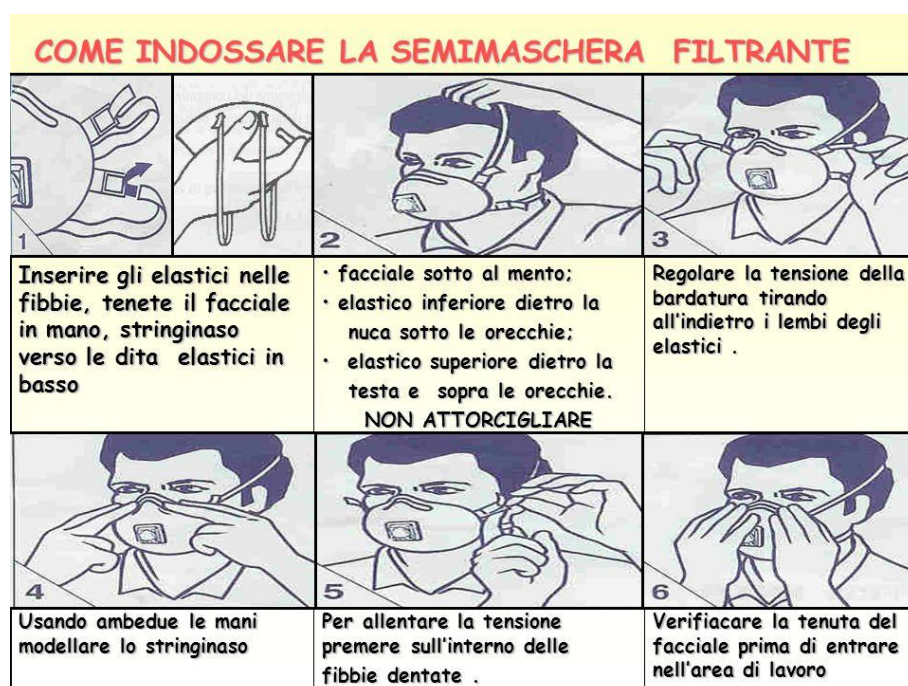 COME INDOSSARE LA SEMIMASCHERA FILTRANTE
1
2
3
Inserire gli elastici nelle
fibbie, tenete il facciale
in mano, stringinaso
verso le dita elastici in
basso
· facciale sotto al mento;
· elastico inferiore dietro la
nuca sotto le orecchie;
· elastico superiore dietro la
testa e sopra le orecchie.
NON ATTORCIGLIARE
Regolare la tensione della
bardatura tirando
all'indietro i lembi degli
elastici .
4
5
6
Usando ambedue le mani
modellare lo stringinaso
Per allentare la tensione
premere sull'interno delle
fibbie dentate .
Verifiacare la tenuta del
facciale prima di entrare
nell'area di lavoro